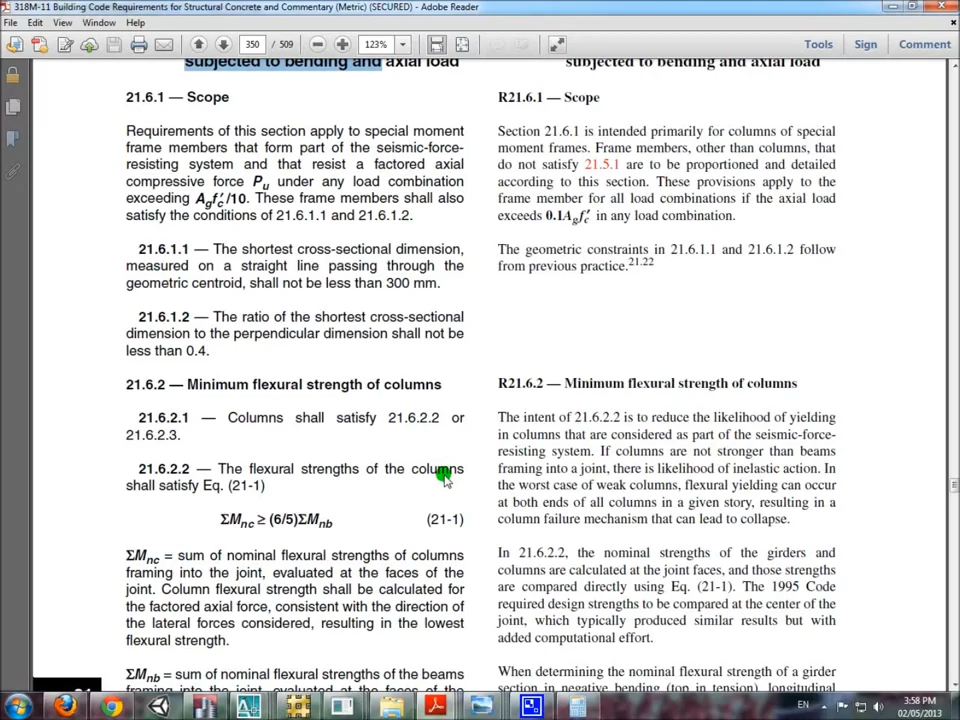 318M-11 Building Code Requirements for Structural Concrete and Commentary (Metric) (SECURED) - Adobe Reader
File Edit View Window Help
350 / 509 123% Tools Sign Comment
subjected to bending and axial load
21.6.1 — Scope
Requirements of this section apply to special moment
frame members that form part of the seismic-force-
resisting system and that resist a factored axial
compressive force Pu under any load combination
exceeding Agf′c/10. These frame members shall also
satisfy the conditions of 21.6.1.1 and 21.6.1.2.
21.6.1.1 — The shortest cross-sectional dimension,
measured on a straight line passing through the
geometric centroid, shall not be less than 300 mm.
21.6.1.2 — The ratio of the shortest cross-sectional
dimension to the perpendicular dimension shall not be
less than 0.4.
21.6.2 — Minimum flexural strength of columns
21.6.2.1 — Columns shall satisfy 21.6.2.2 or
21.6.2.3.
21.6.2.2 — The flexural strengths of the columns
shall satisfy Eq. (21-1)
ΣMnc ≥ (6/5)ΣMnb (21-1)
ΣMnc = sum of nominal flexural strengths of columns
framing into the joint, evaluated at the faces of the
joint. Column flexural strength shall be calculated for
the factored axial force, consistent with the direction of
the lateral forces considered, resulting in the lowest
flexural strength.
ΣMnb = sum of nominal flexural strengths of the beams
framing into the joint, evaluated at the faces of the
subjected to bending and axial load
R21.6.1 — Scope
Section 21.6.1 is intended primarily for columns of special
moment frames. Frame members, other than columns, that
do not satisfy 21.5.1 are to be proportioned and detailed
according to this section. These provisions apply to the
frame member for all load combinations if the axial load
exceeds 0.1Agf′c in any load combination.
The geometric constraints in 21.6.1.1 and 21.6.1.2 follow
from previous practice.21.22
R21.6.2 — Minimum flexural strength of columns
The intent of 21.6.2.2 is to reduce the likelihood of yielding
in columns that are considered as part of the seismic-force-
resisting system. If columns are not stronger than beams
framing into a joint, there is likelihood of inelastic action. In
the worst case of weak columns, flexural yielding can occur
at both ends of all columns in a given story, resulting in a
column failure mechanism that can lead to collapse.
In 21.6.2.2, the nominal strengths of the girders and
columns are calculated at the joint faces, and those strengths
are compared directly using Eq. (21-1). The 1995 Code
required design strengths to be compared at the center of the
joint, which typically produced similar results but with
added computational effort.
When determining the nominal flexural strength of a girder
section in negative bending (top in tension), longitudinal
EN
3:58 PM
02/05/2013